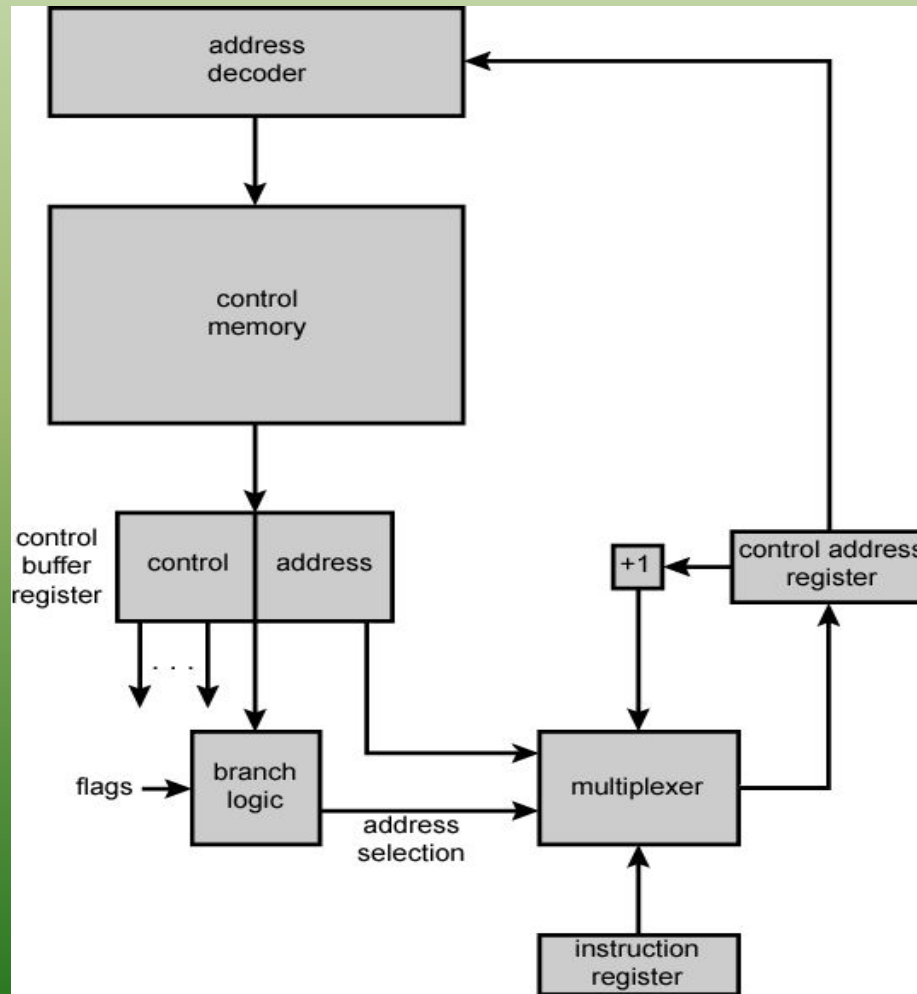 address
decoder
control
memory
control
buffer
register
control
address
+1
control address
register
. . .
flags
branch
logic
multiplexer
address
selection
instruction
register